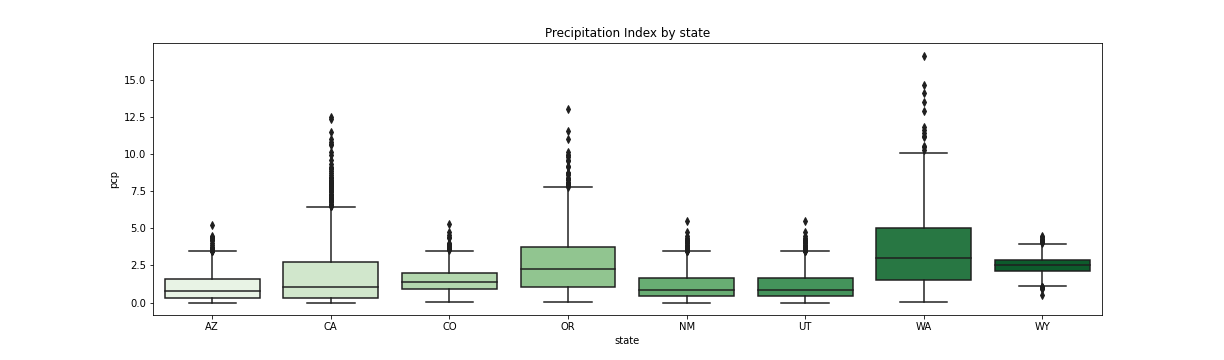 Precipitation Index by state
15.0
12.5
10.0
7.5
5.0
2.5
0.0
pcp
AZ CA CO OR NM UT WA WY
state